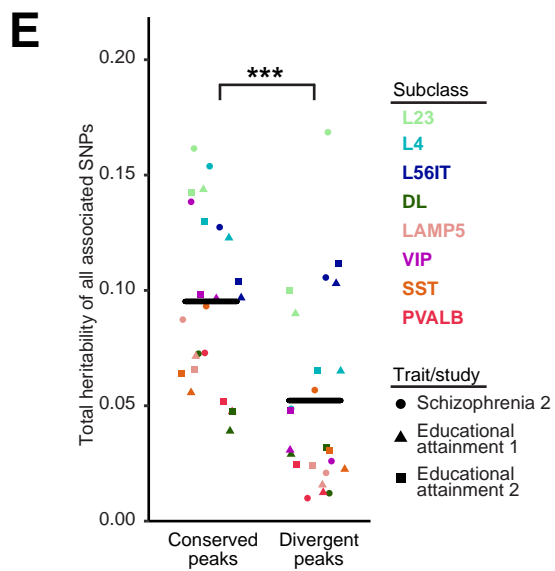 E
***
0.20
0.15
0.10
0.05
0.00
Total heritability of all associated SNPs
Conserved
peaks
Divergent
peaks
Subclass
L23
L4
L56IT
DL
LAMP5
VIP
SST
PVALB
Trait/study
Schizophrenia 2
Educational
attainment 1
Educational
attainment 2